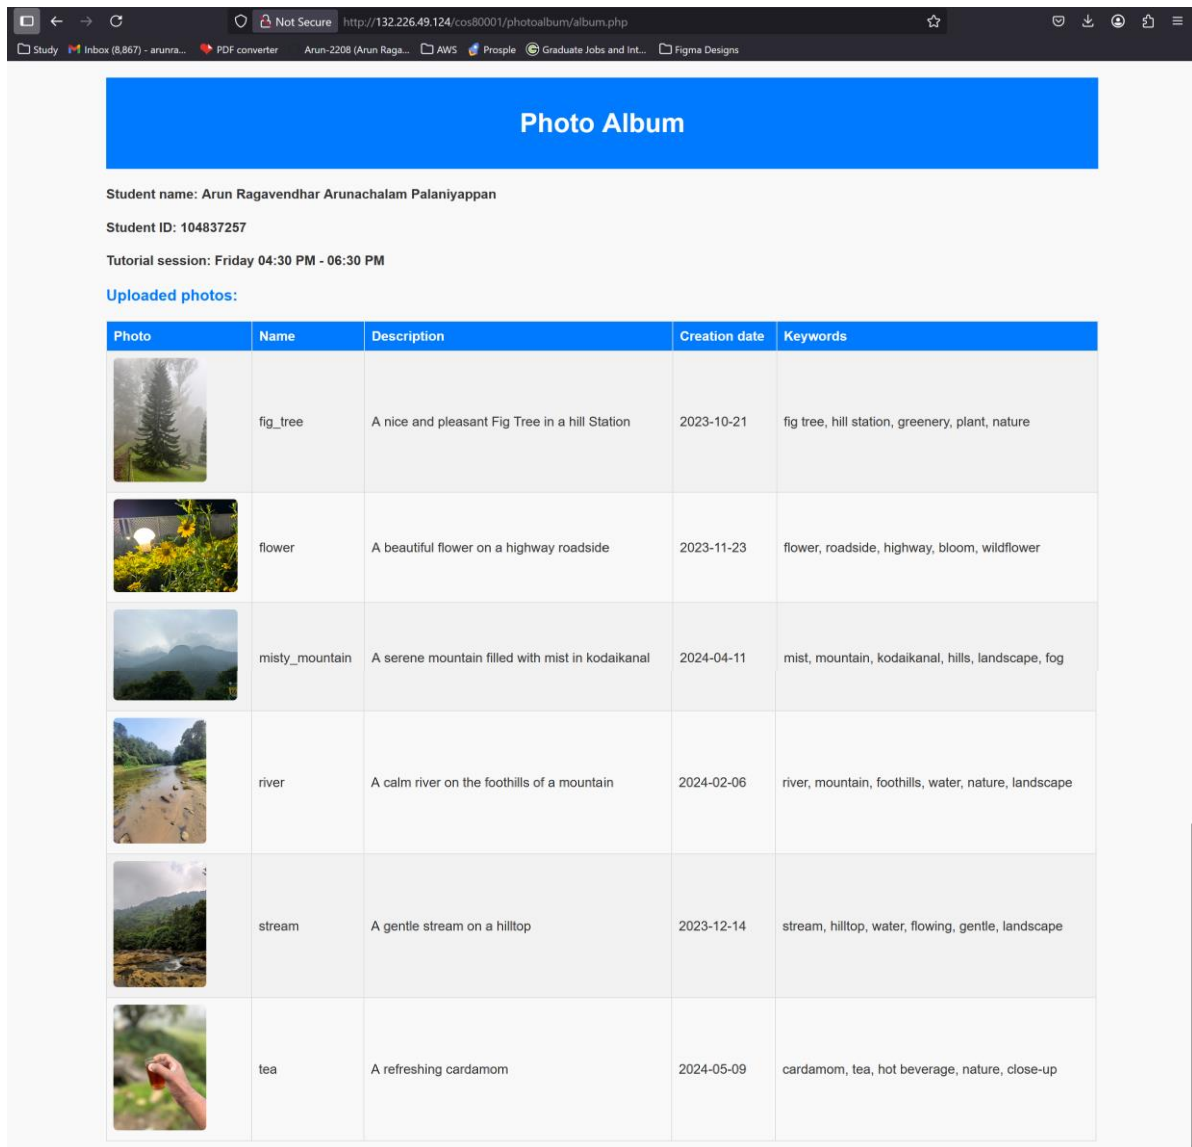 Not Secure http://132.226.49.124/cos80001/photoalbum/album.php
Study Inbox (8,867) - arunra... PDF converter Arun-2208 (Arun Raga... AWS Prosple Graduate Jobs and Int... Figma Designs
Photo Album
Student name: Arun Ragavendhar Arunachalam Palaniyappan
Student ID: 104837257
Tutorial session: Friday 04:30 PM - 06:30 PM
Uploaded photos:
Photo Name Description Creation date Keywords
fig_tree A nice and pleasant Fig Tree in a hill Station 2023-10-21 fig tree, hill station, greenery, plant, nature
flower A beautiful flower on a highway roadside 2023-11-23 flower, roadside, highway, bloom, wildflower
misty_mountain A serene mountain filled with mist in kodaikanal 2024-04-11 mist, mountain, kodaikanal, hills, landscape, fog
river A calm river on the foothills of a mountain 2024-02-06 river, mountain, foothills, water, nature, landscape
stream A gentle stream on a hilltop 2023-12-14 stream, hilltop, water, flowing, gentle, landscape
tea A refreshing cardamom 2024-05-09 cardamom, tea, hot beverage, nature, close-up